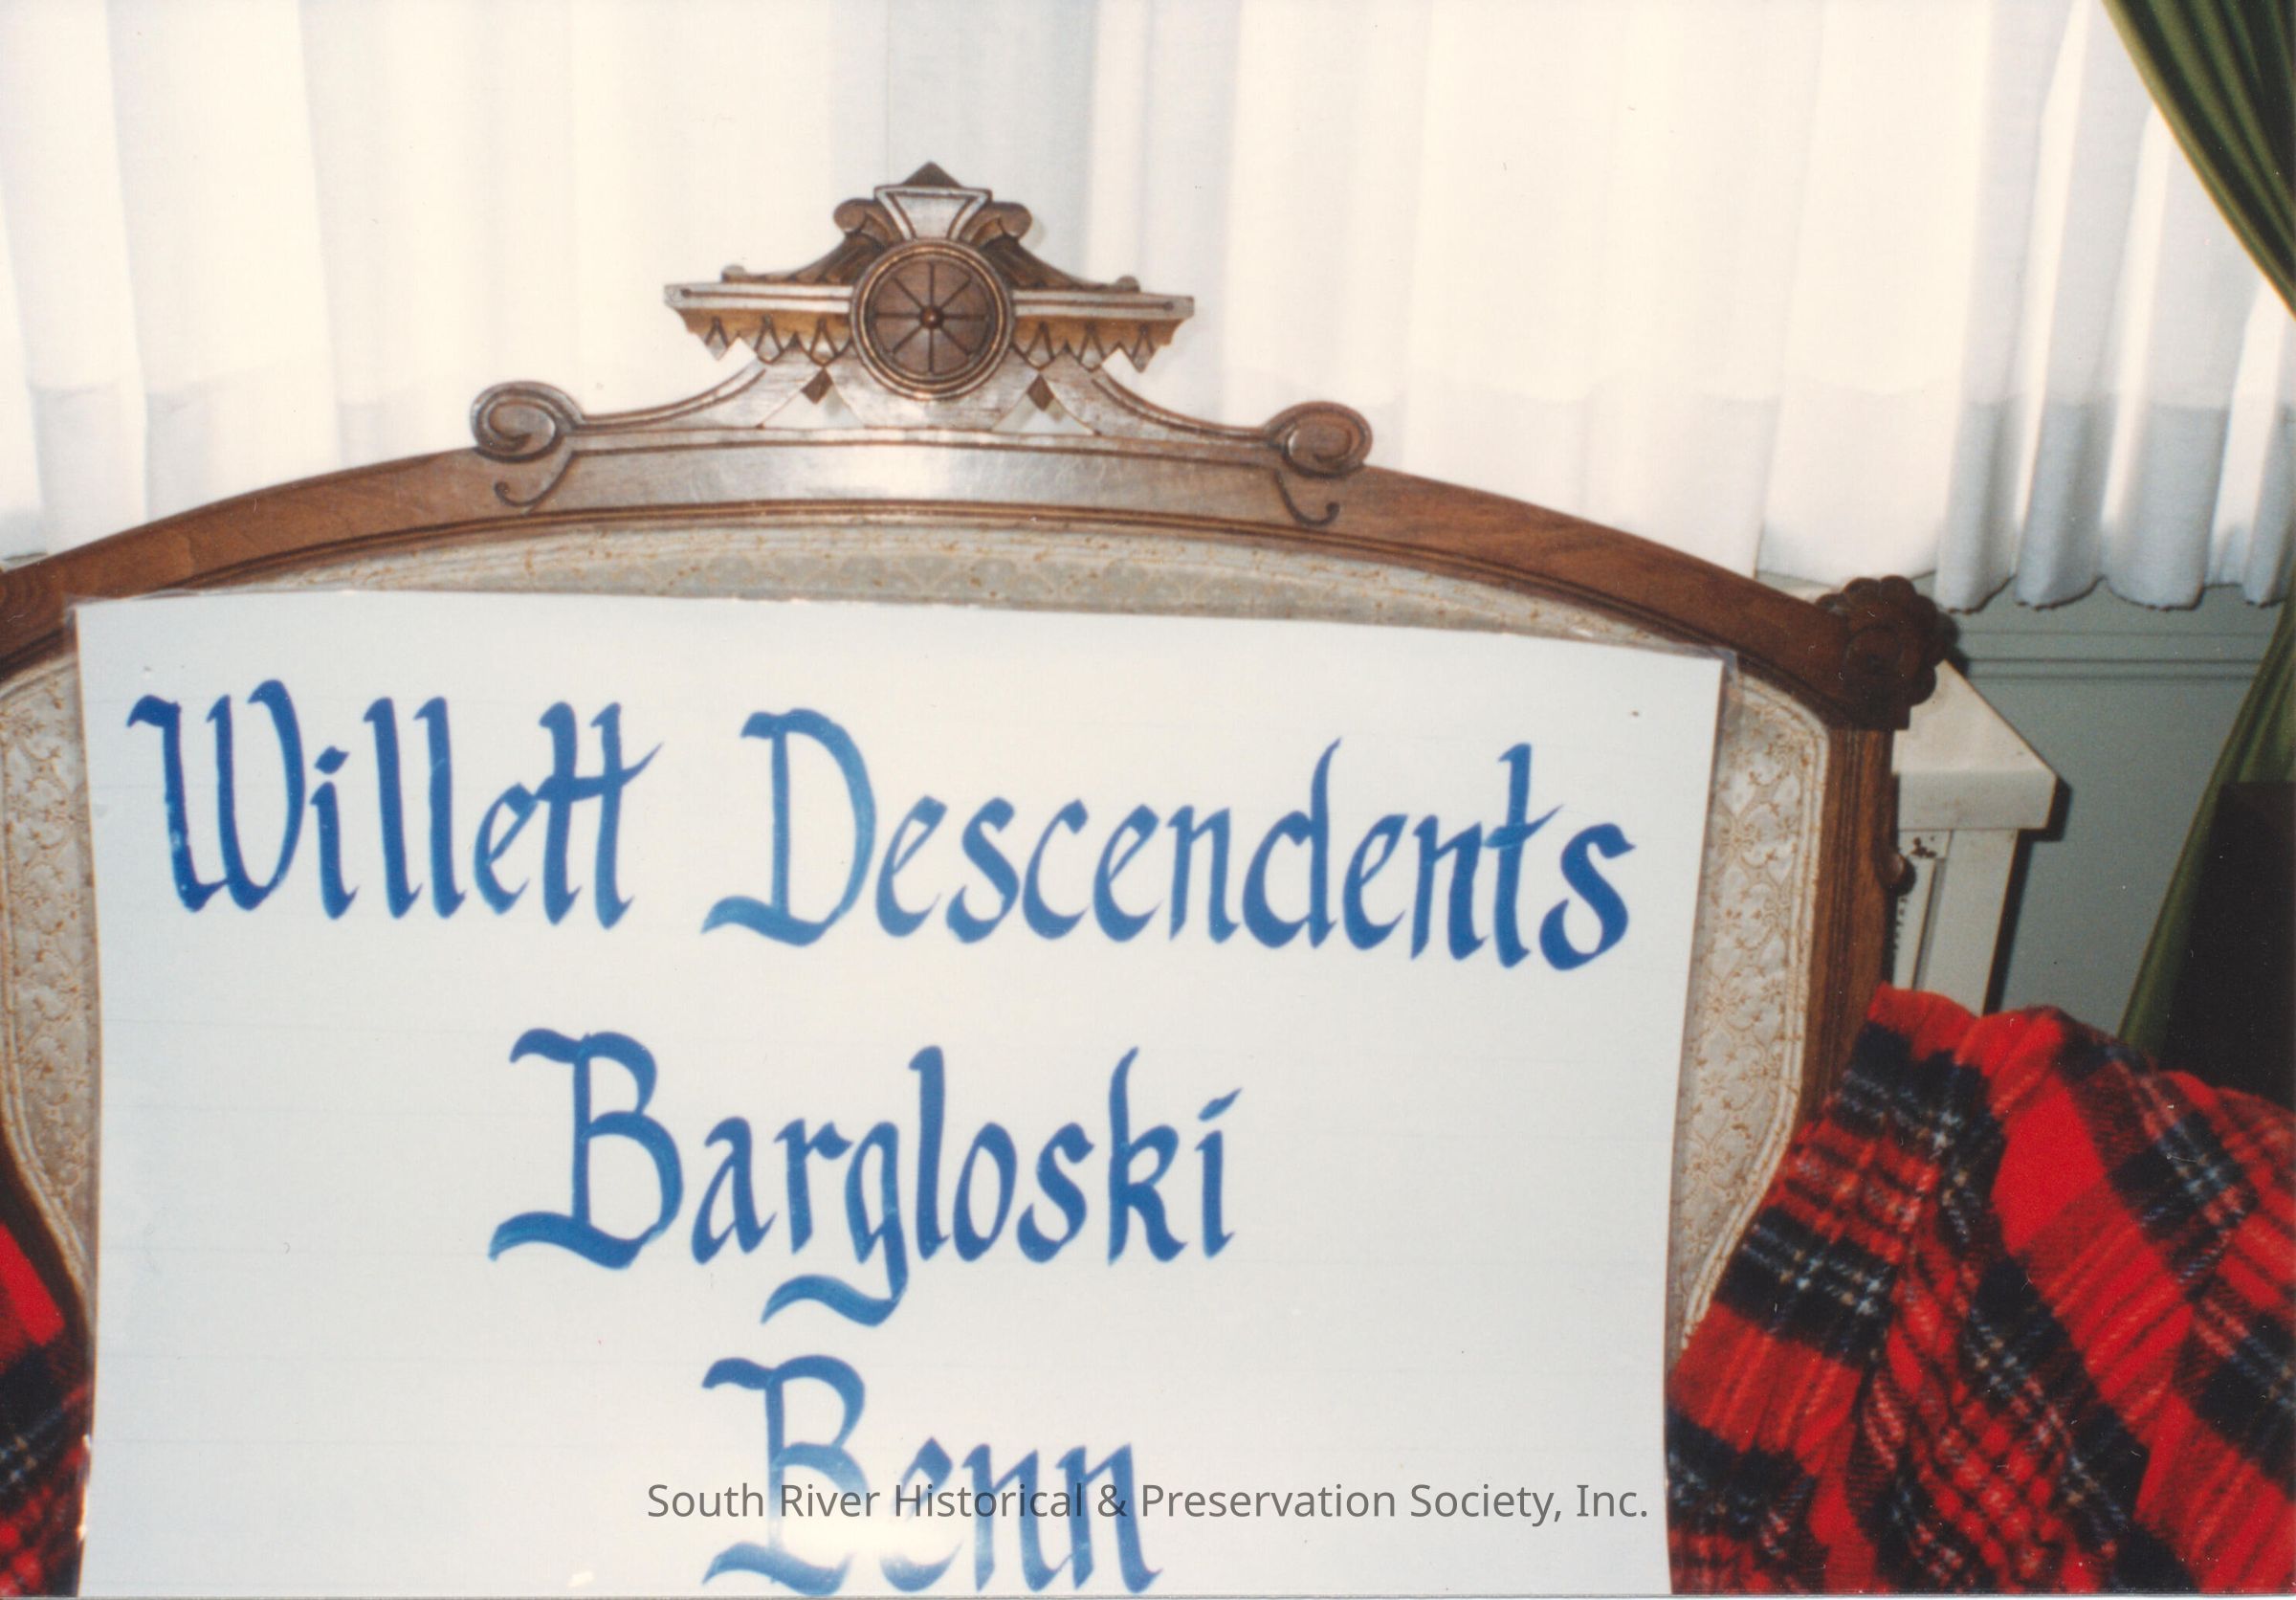 Willett Descendents
Bargloski
Benn
South River Historical & Preservation Society, Inc.